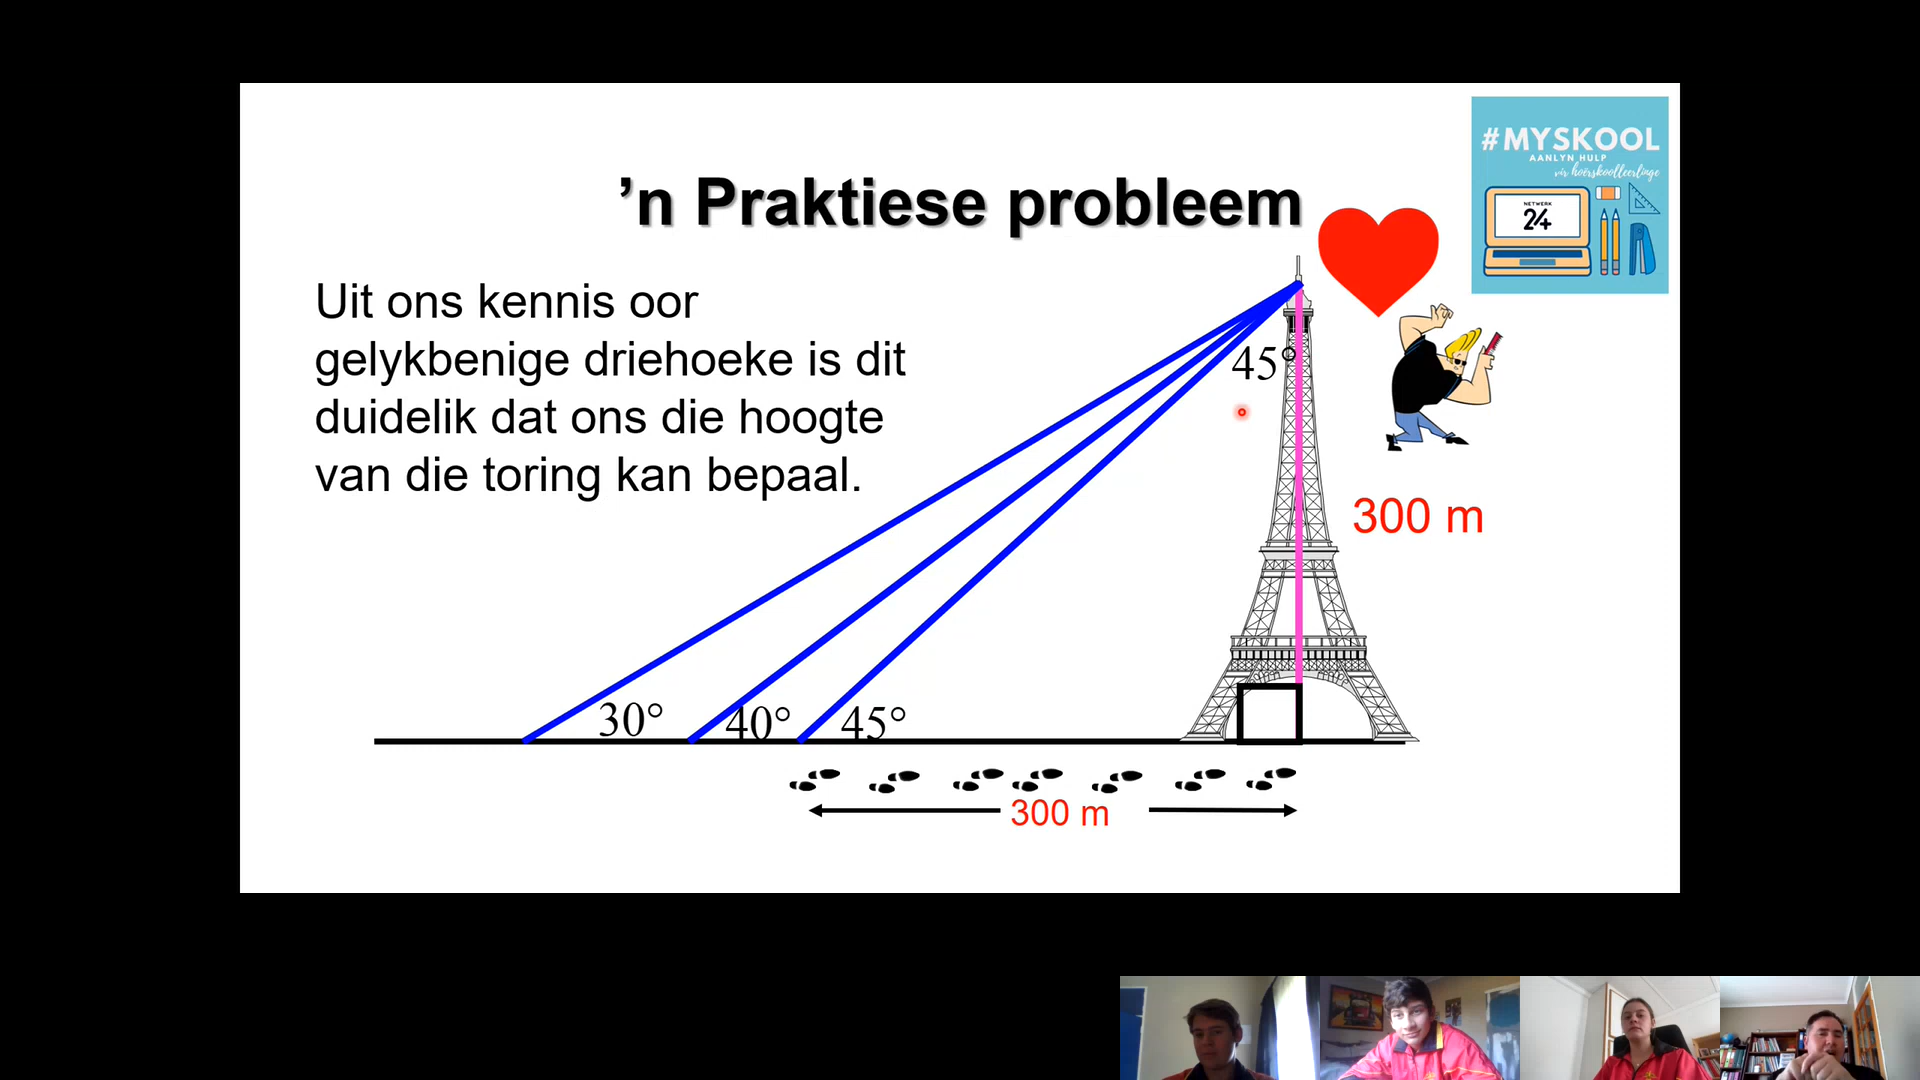 #MYSKOOL
AANLYN HULP
vir hoërskoolleerlinge
NETWERK
24
’n Praktiese probleem
Uit ons kennis oor
gelykbenige driehoeke is dit
duidelik dat ons die hoogte
van die toring kan bepaal.
45°
300 m
30°
40°
45°
300 m